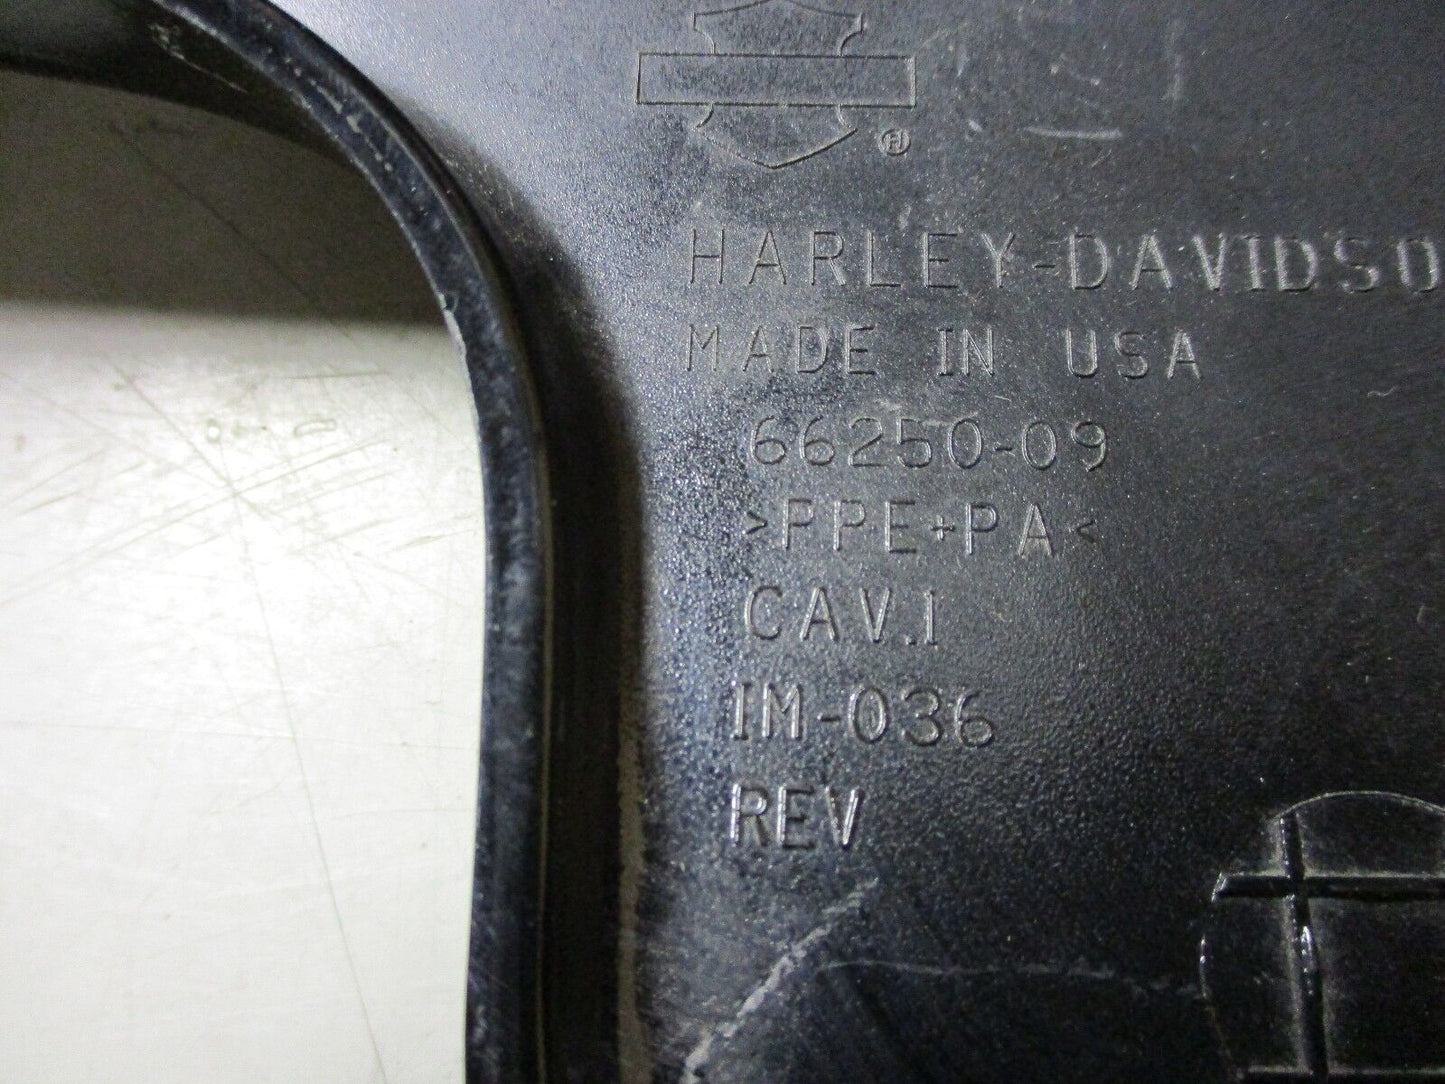 HARLEY-DAVIDSO
MADE IN USA
66250-09
>PPE+PA<
CAV.1
IM-036
REV